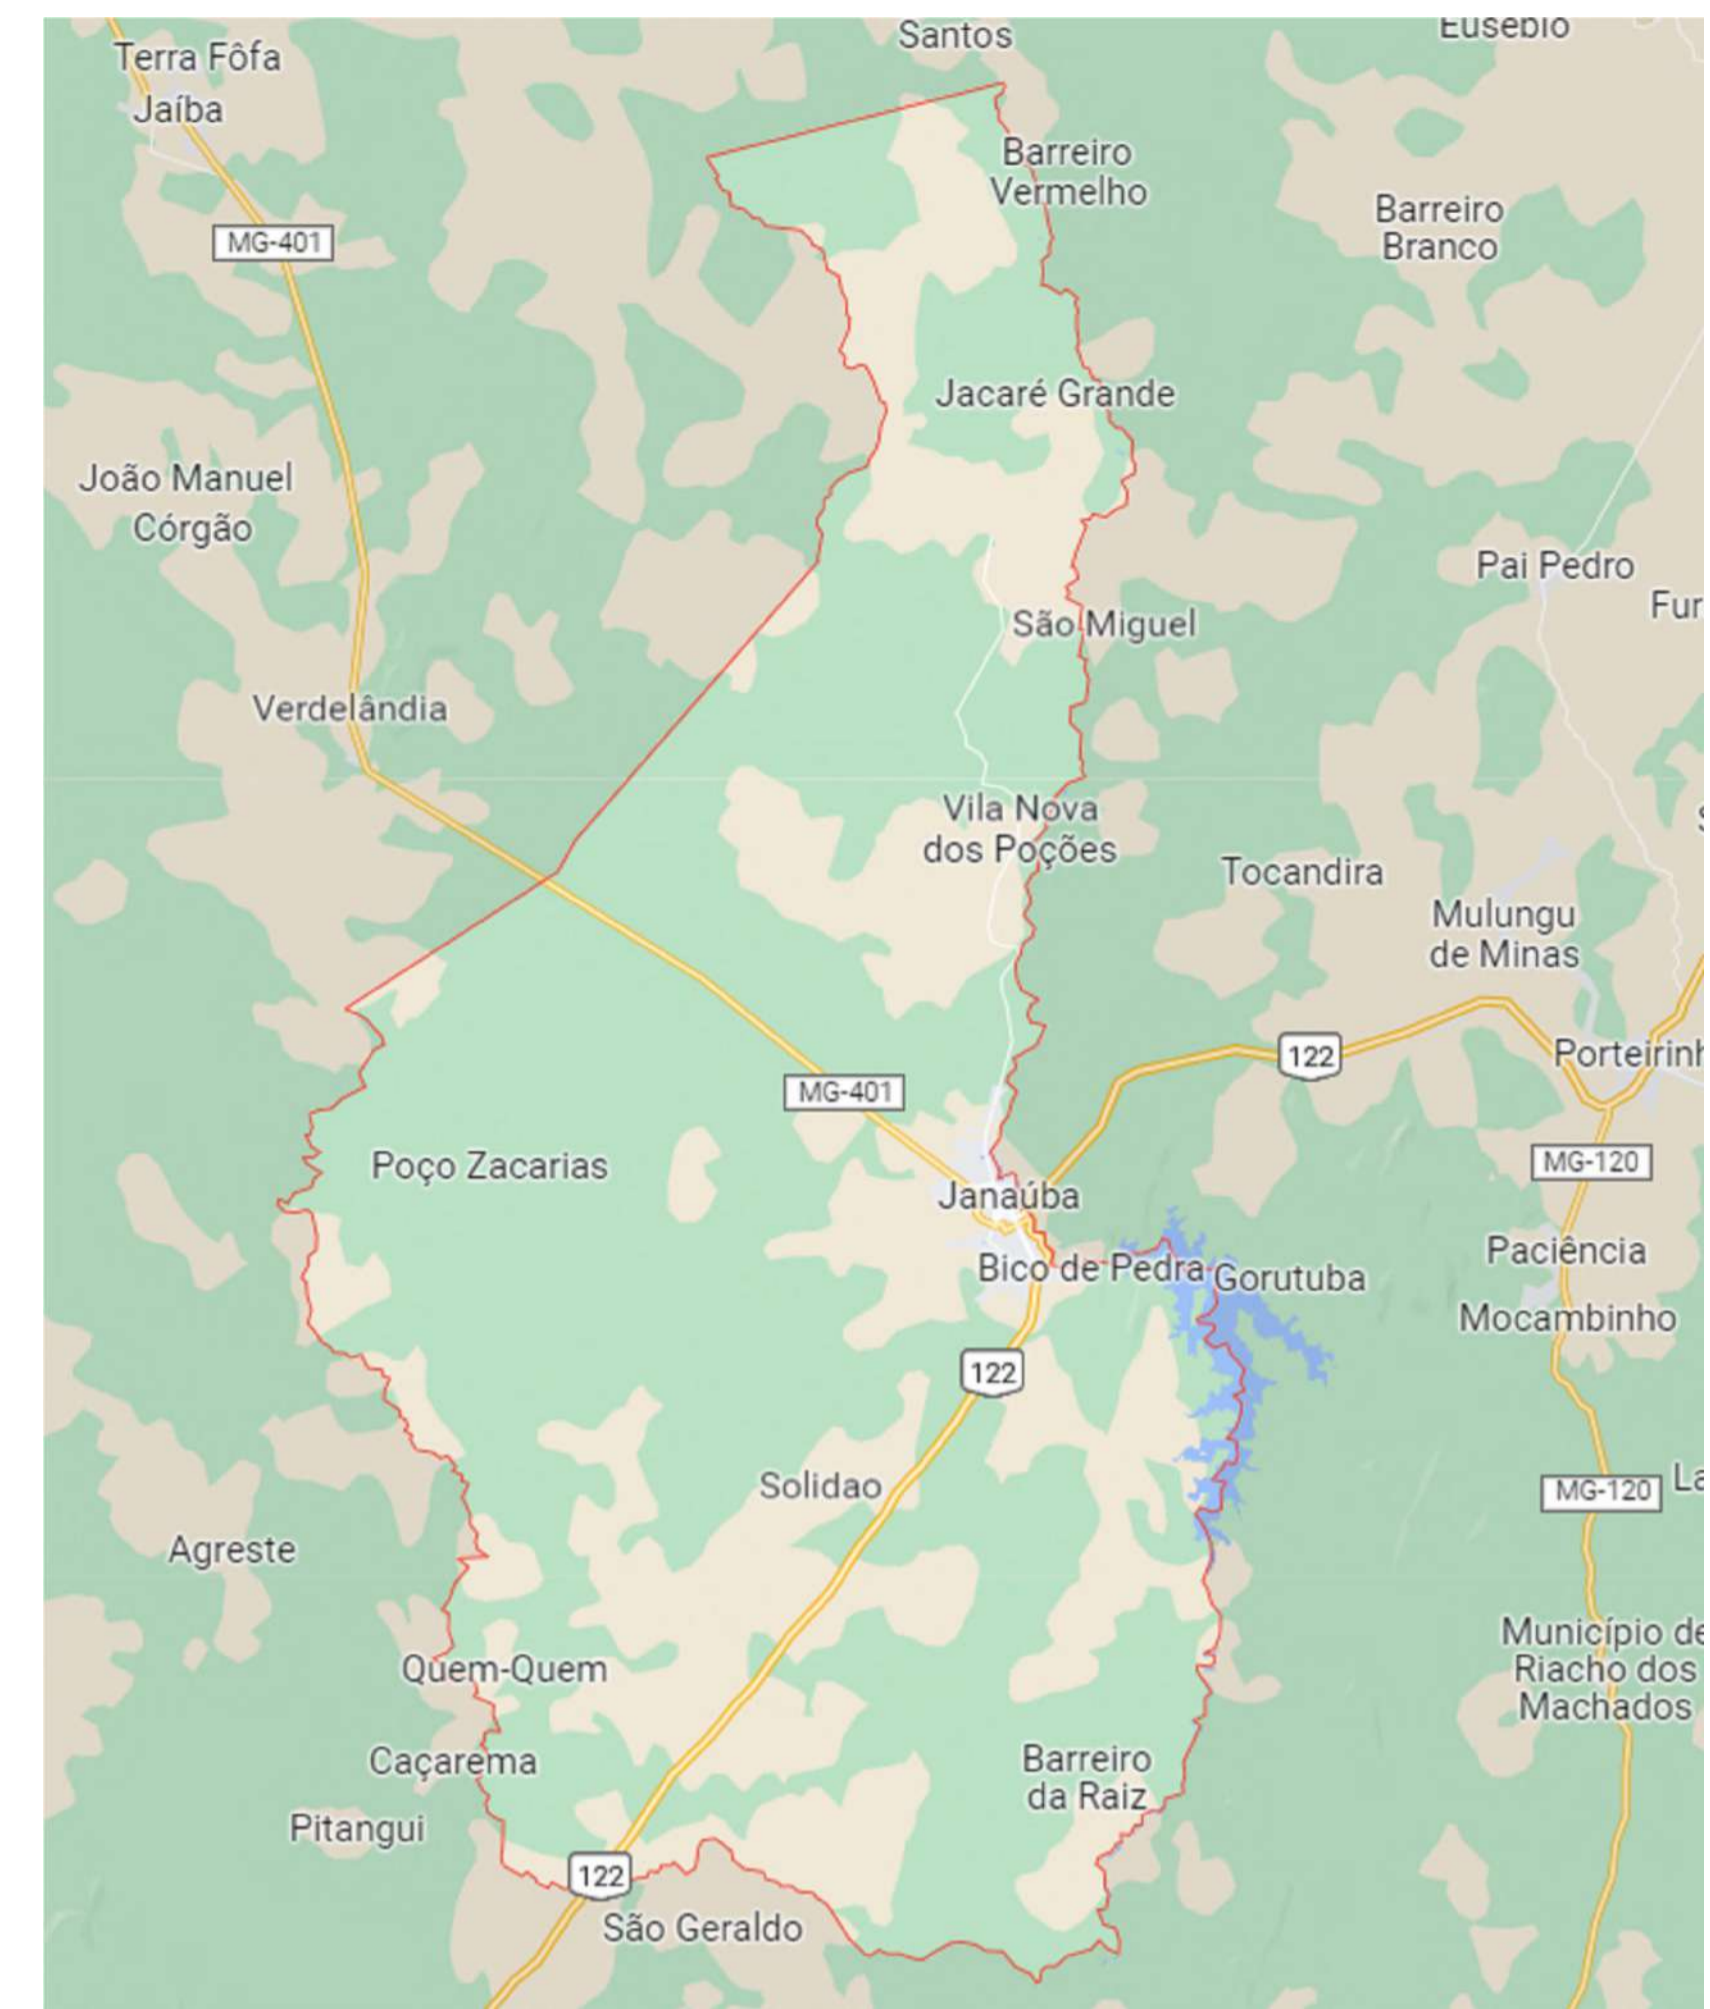 Santos
Eusébio
Terra Fôfa
Jaíba
Barreiro
Vermelho
Barreiro
Branco
MG-401
Jacaré Grande
João Manuel
Córgão
Pai Pedro
Fur
São Miguel
Verdelândia
Vila Nova
dos Poções
Tocandira
Mulungu
de Minas
122
Porteirinh
MG-401
Poço Zacarias
MG-120
Janaúba
Paciência
Bico de Pedra
Gorutuba
Mocambinho
122
Solidao
MG-120
La
Agreste
Município de
Riacho dos
Machados
Quem-Quem
Caçarema
Barreiro
da Raiz
Pitangui
122
São Geraldo